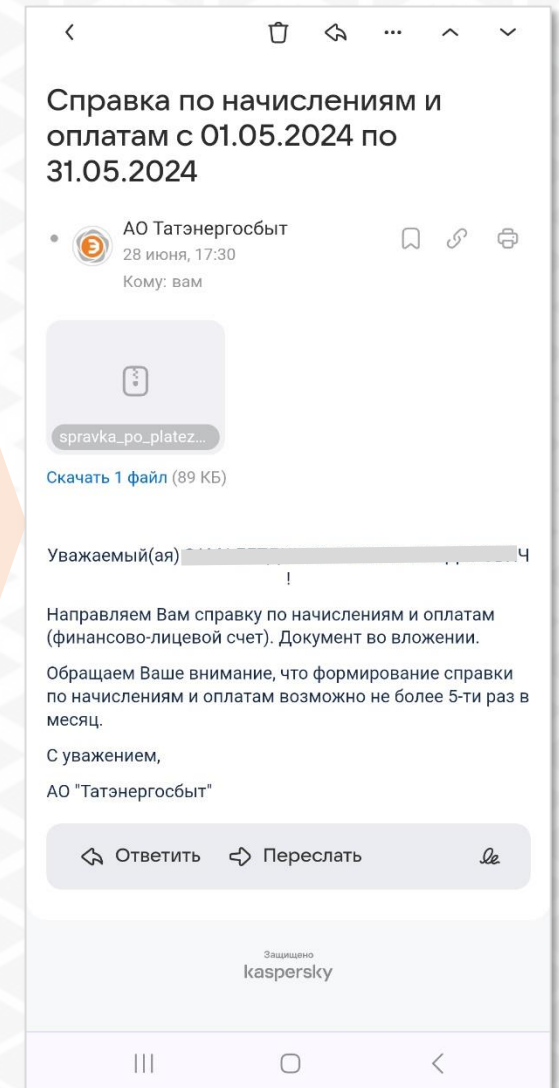 Справка по начислениям и
оплатам с 01.05.2024 по
31.05.2024
АО Татэнергосбыт
28 июня, 17:30
Кому: вам
spravka_po_platez...
Скачать 1 файл (89 КБ)
Уважаемый(ая)
!
Направляем Вам справку по начислениям и оплатам
(финансово-лицевой счет). Документ во вложении.
Обращаем Ваше внимание, что формирование справки
по начислениям и оплатам возможно не более 5-ти раз в
месяц.
С уважением,
АО "Татэнергосбыт"
Ответить Переслать
Защищено
kaspersky